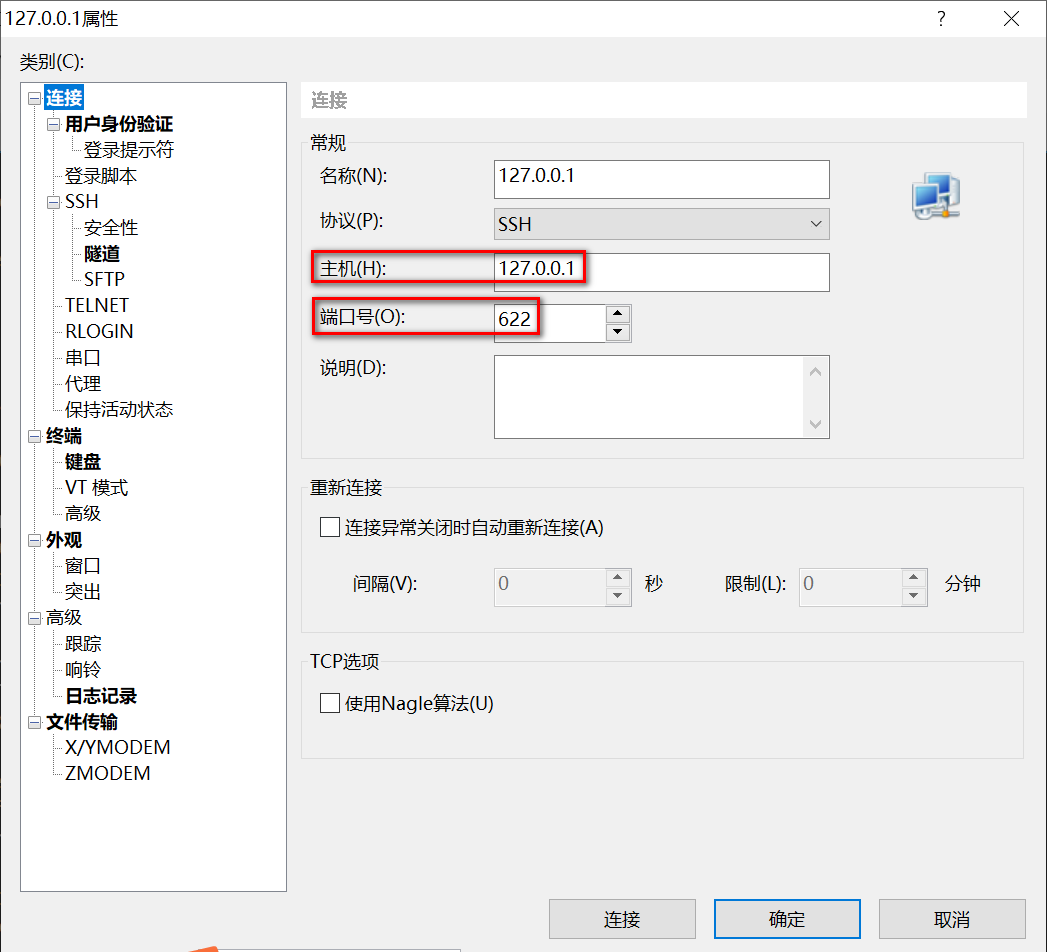 127.0.0.1属性
类别(C):
连接
用户身份验证
登录提示符
登录脚本
SSH
安全性
隧道
SFTP
TELNET
RLOGIN
串口
代理
保持活动状态
终端
键盘
VT 模式
高级
外观
窗口
突出
高级
跟踪
响铃
日志记录
文件传输
X/YMODEM
ZMODEM
连接
常规
名称(N): 127.0.0.1
协议(P): SSH
主机(H): 127.0.0.1
端口号(O): 622
说明(D):
重新连接
连接异常关闭时自动重新连接(A)
间隔(V): 0 秒 限制(L): 0 分钟
TCP选项
使用Nagle算法(U)
连接 确定 取消